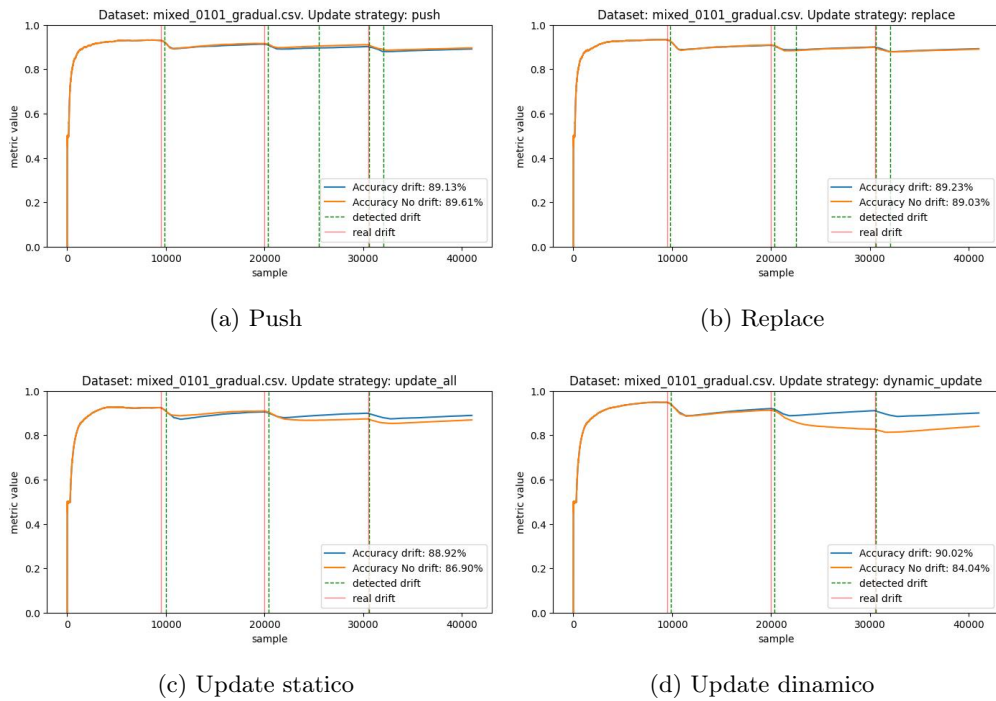 Dataset: mixed_0101_gradual.csv. Update strategy: push
1.0
0.8
0.6
0.4
0.2
0.0
metric value
0
10000
20000
30000
40000
sample
Accuracy drift: 89.13%
Accuracy No drift: 89.61%
detected drift
real drift
(a) Push
Dataset: mixed_0101_gradual.csv. Update strategy: replace
1.0
0.8
0.6
0.4
0.2
0.0
metric value
0
10000
20000
30000
40000
sample
Accuracy drift: 89.23%
Accuracy No drift: 89.03%
detected drift
real drift
(b) Replace
Dataset: mixed_0101_gradual.csv. Update strategy: update_all
1.0
0.8
0.6
0.4
0.2
0.0
metric value
0
10000
20000
30000
40000
sample
Accuracy drift: 88.92%
Accuracy No drift: 86.90%
detected drift
real drift
(c) Update statico
Dataset: mixed_0101_gradual.csv. Update strategy: dynamic_update
1.0
0.8
0.6
0.4
0.2
0.0
metric value
0
10000
20000
30000
40000
sample
Accuracy drift: 90.02%
Accuracy No drift: 84.04%
detected drift
real drift
(d) Update dinamico